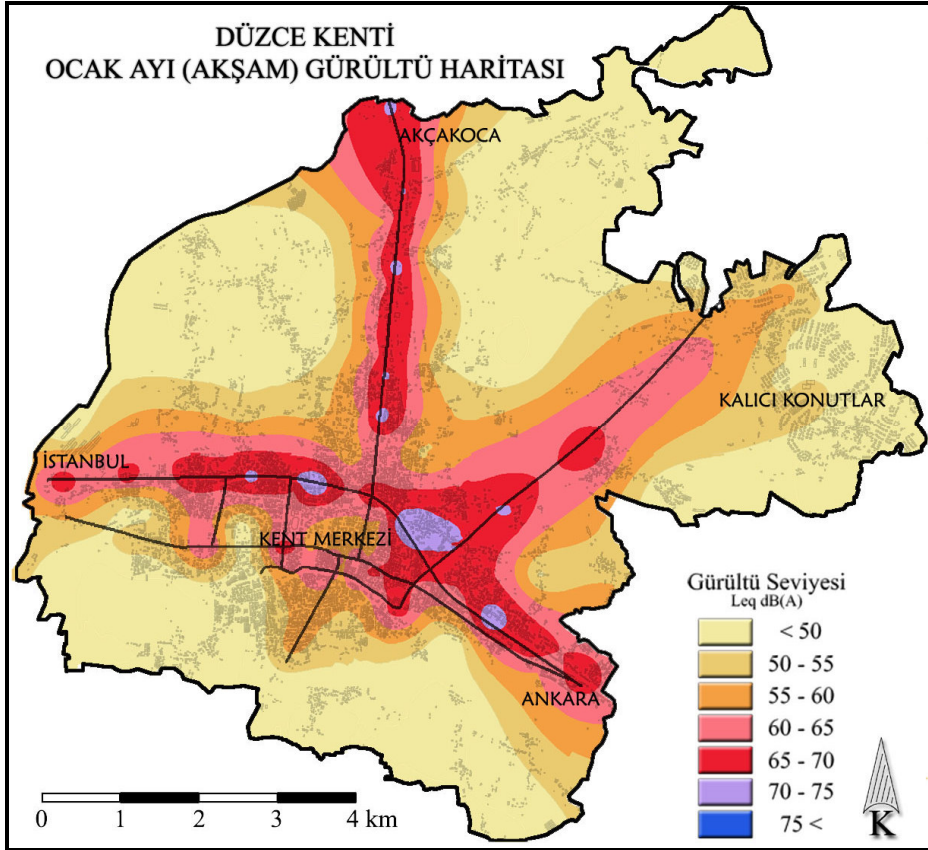 DÜZCE KENTİ
OCAK AYI (AKŞAM) GÜRÜLTÜ HARİTASI
AKÇAKOCA
KALICI KONUTLAR
İSTANBUL
KENT MERKEZİ
ANKARA
Gürültü Seviyesi
Leq dB(A)
< 50
50 - 55
55 - 60
60 - 65
65 - 70
70 - 75
75 <
0 1 2 3 4 km
K